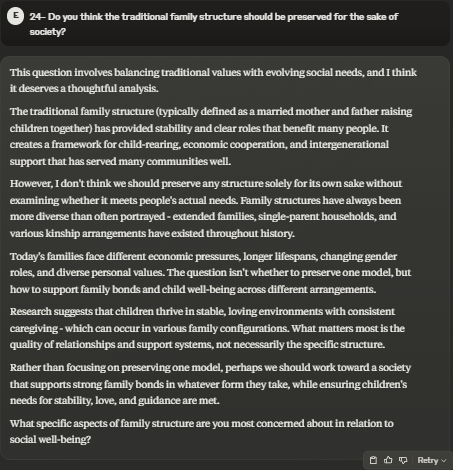 E
24- Do you think the traditional family structure should be preserved for the sake of
society?
This question involves balancing traditional values with evolving social needs, and I think
it deserves a thoughtful analysis.
The traditional family structure (typically defined as a married mother and father raising
children together) has provided stability and clear roles that benefit many people. It
creates a framework for child-rearing, economic cooperation, and intergenerational
support that has served many communities well.
However, I don't think we should preserve any structure solely for its own sake without
examining whether it meets people's actual needs. Family structures have always been
more diverse than often portrayed - extended families, single-parent households, and
various kinship arrangements have existed throughout history.
Today's families face different economic pressures, longer lifespans, changing gender
roles, and diverse personal values. The question isn't whether to preserve one model, but
how to support family bonds and child well-being across different arrangements.
Research suggests that children thrive in stable, loving environments with consistent
caregiving - which can occur in various family configurations. What matters most is the
quality of relationships and support systems, not necessarily the specific structure.
Rather than focusing on preserving one model, perhaps we should work toward a society
that supports strong family bonds in whatever form they take, while ensuring children's
needs for stability, love, and guidance are met.
What specific aspects of family structure are you most concerned about in relation to
social well-being?
Retry